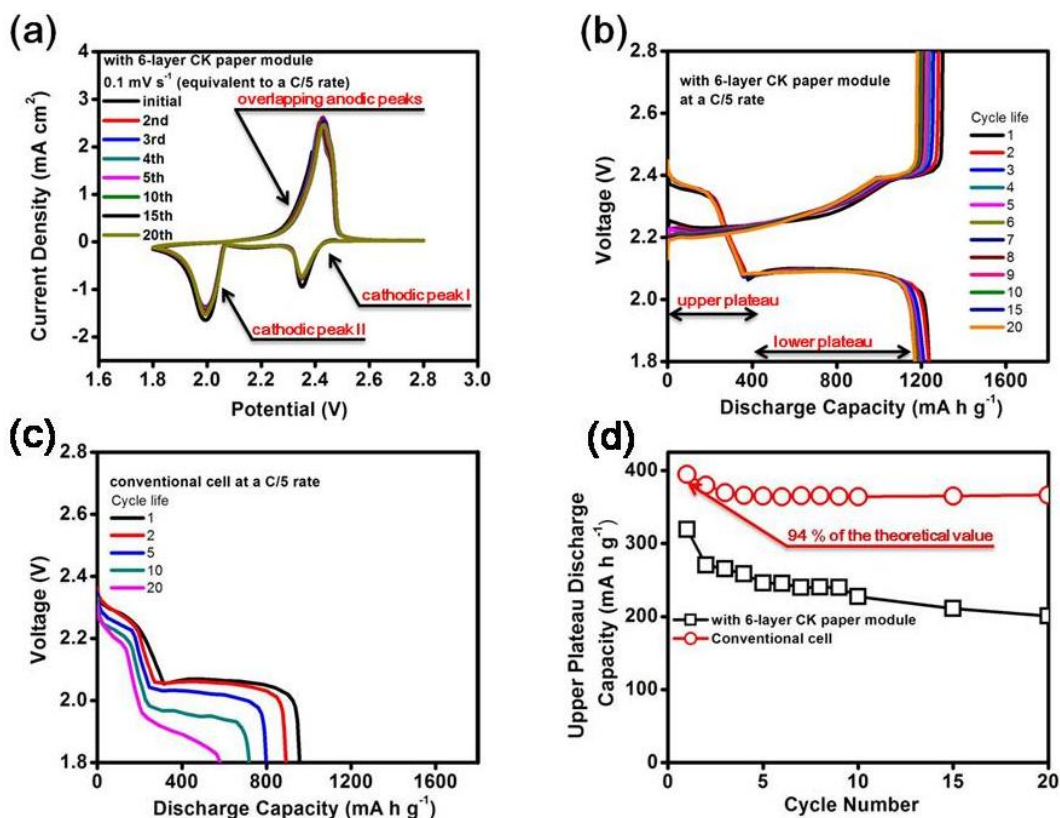 (a)
4
3
2
1
0
-1
-2
1.6 1.8 2.0 2.2 2.4 2.6 2.8 3.0
Current Density (mA cm²)
Potential (V)
with 6-layer CK paper module
0.1 mV s⁻¹ (equivalent to a C/5 rate)
initial
2nd
3rd
4th
5th
10th
15th
20th
overlapping anodic peaks
cathodic peak I
cathodic peak II
(b)
2.8
2.6
2.4
2.2
2.0
1.8
0 400 800 1200 1600
Voltage (V)
Discharge Capacity (mA h g⁻¹)
with 6-layer CK paper module
at a C/5 rate
Cycle life
1
2
3
4
5
6
7
8
9
10
15
20
upper plateau
lower plateau
(c)
2.8
2.6
2.4
2.2
2.0
1.8
0 400 800 1200 1600
Voltage (V)
Discharge Capacity (mA h g⁻¹)
conventional cell at a C/5 rate
Cycle life
1
2
5
10
20
(d)
400
300
200
100
0
0 5 10 15 20
Upper Plateau Discharge
Capacity (mA h g⁻¹)
Cycle Number
94 % of the theoretical value
with 6-layer CK paper module
Conventional cell